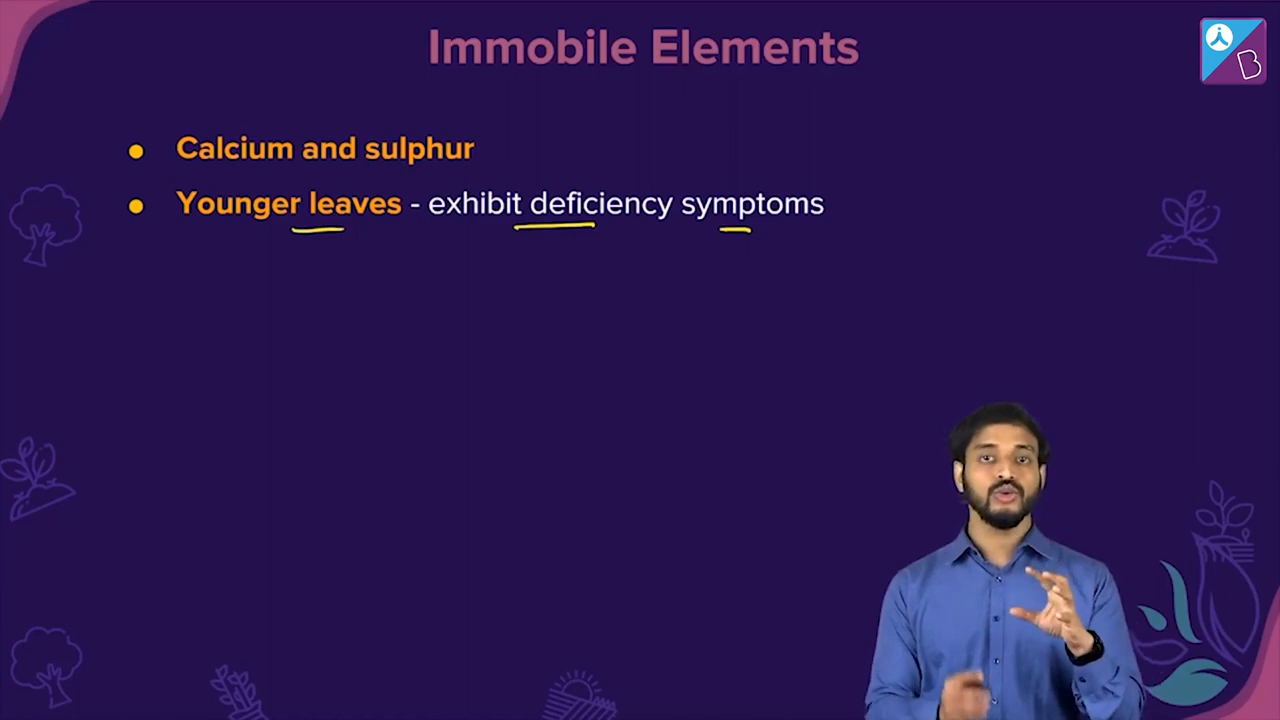 Immobile Elements
• Calcium and sulphur
• Younger leaves - exhibit deficiency symptoms
B